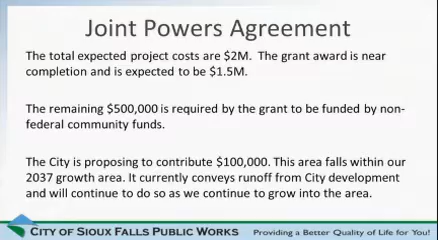 Joint Powers Agreement
The total expected project costs are $2M. The grant award is near
completion and is expected to be $1.5M.
The remaining $500,000 is required by the grant to be funded by non-
federal community funds.
The City is proposing to contribute $100,000. This area falls within our
2037 growth area. It currently conveys runoff from City development
and will continue to do so as we continue to grow into the area.
CITY OF SIOUX FALLS PUBLIC WORKS Providing a Better Quality of Life for You!